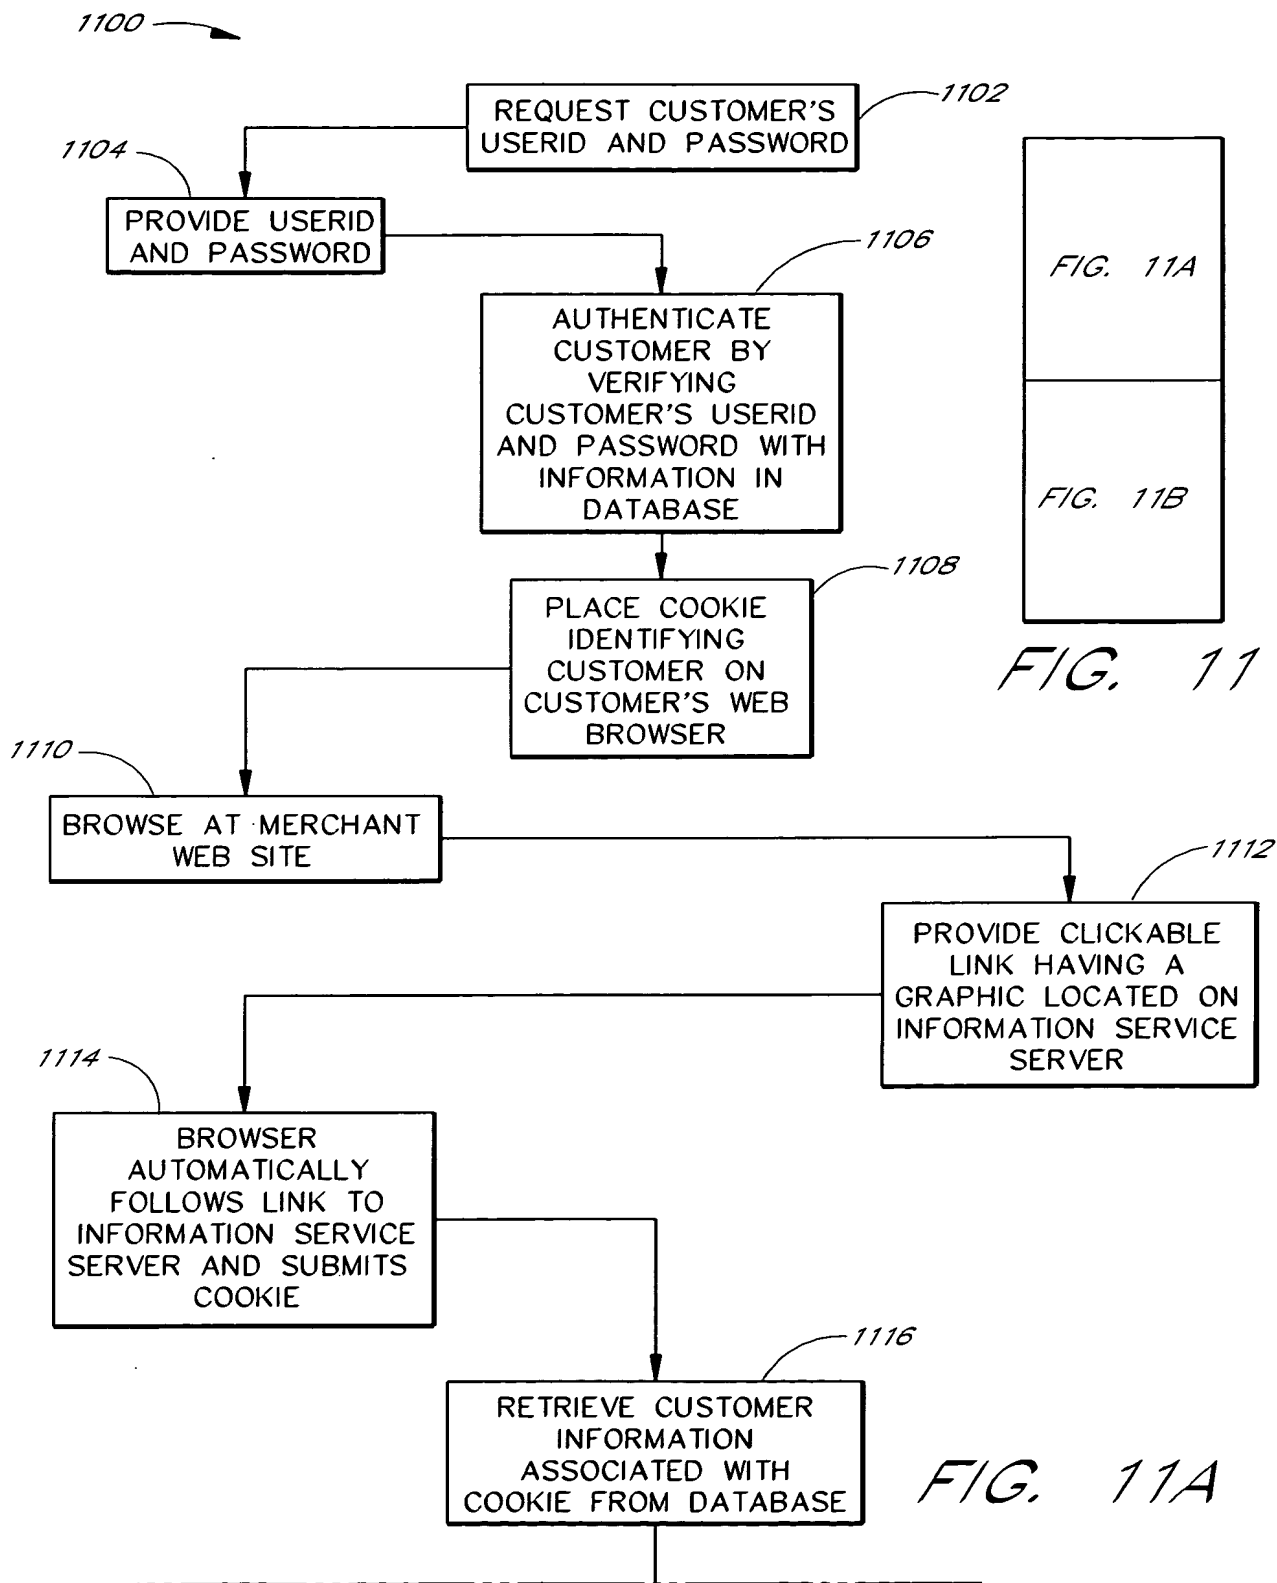 1100
1102
REQUEST CUSTOMER'S
USERID AND PASSWORD
1104
PROVIDE USERID
AND PASSWORD
1106
AUTHENTICATE
CUSTOMER BY
VERIFYING
CUSTOMER'S USERID
AND PASSWORD WITH
INFORMATION IN
DATABASE
FIG. 11A
FIG. 11B
FIG. 11
1108
PLACE COOKIE
IDENTIFYING
CUSTOMER ON
CUSTOMER'S WEB
BROWSER
1110
BROWSE AT MERCHANT
WEB SITE
1112
PROVIDE CLICKABLE
LINK HAVING A
GRAPHIC LOCATED ON
INFORMATION SERVICE
SERVER
1114
BROWSER
AUTOMATICALLY
FOLLOWS LINK TO
INFORMATION SERVICE
SERVER AND SUBMITS
COOKIE
1116
RETRIEVE CUSTOMER
INFORMATION
ASSOCIATED WITH
COOKIE FROM DATABASE
FIG. 11A